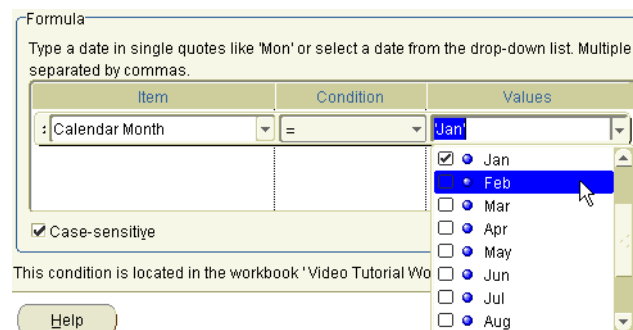 Formula
Type a date in single quotes like 'Mon' or select a date from the drop-down list. Multiple
separated by commas.
Item Condition Values
: Calendar Month = 'Jan'
Jan
Feb
Mar
Apr
May
Jun
Jul
Aug
Case-sensitive
This condition is located in the workbook 'Video Tutorial Wo
Help